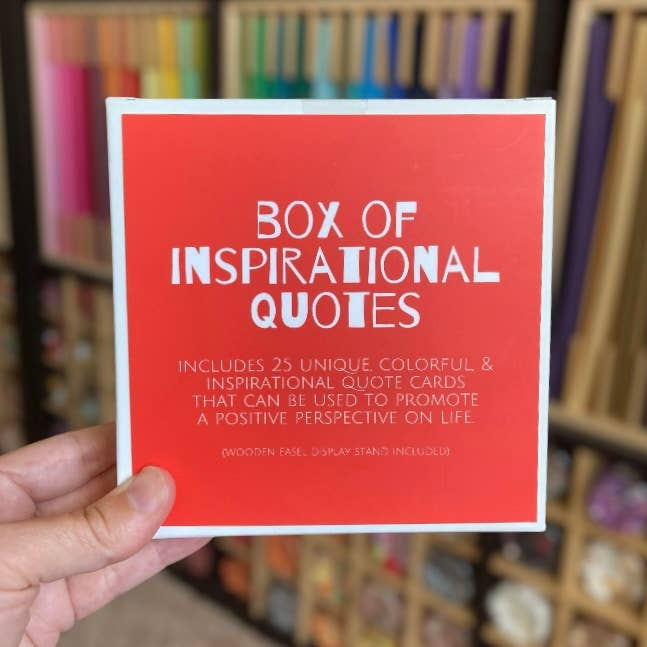 BOX OF
INSPIRATIONAL
QUOTES
INCLUDES 25 UNIQUE, COLORFUL, &
INSPIRATIONAL QUOTE CARDS
THAT CAN BE USED TO PROMOTE
A POSITIVE PERSPECTIVE ON LIFE.
(WOODEN EASEL DISPLAY STAND INCLUDED)